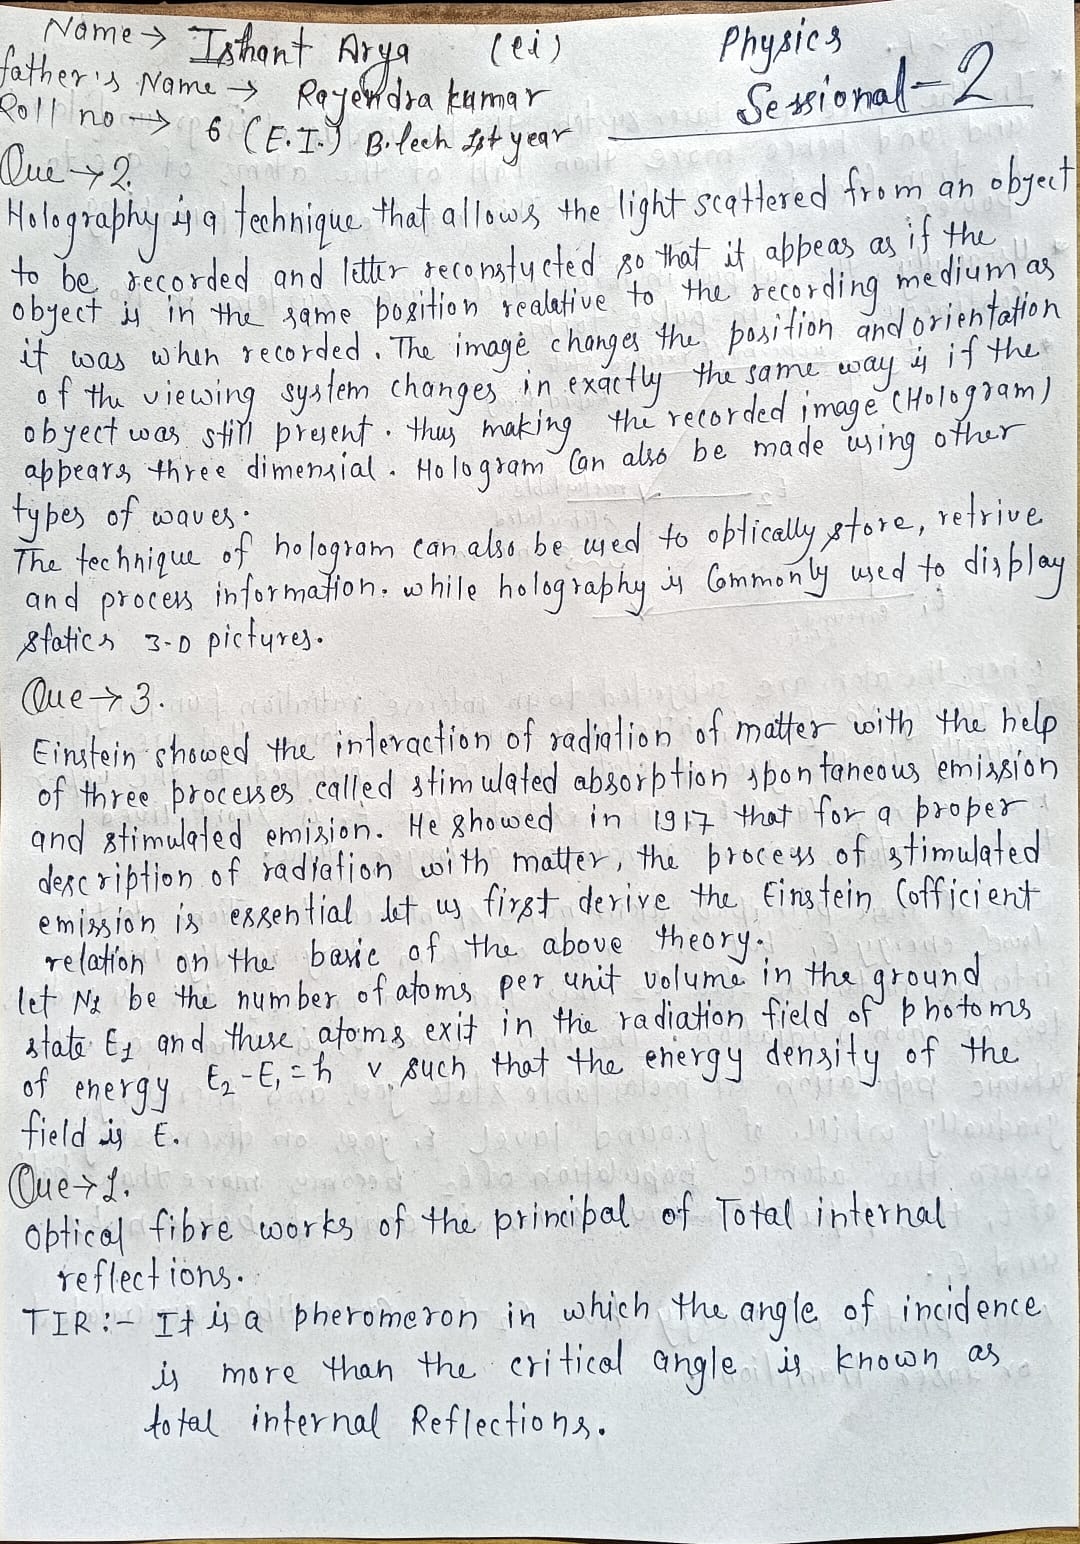 Name → Ishant Arya (ei)
Physics
father's Name → Rajendra kumar
Sessional-2
Roll no → 6 (E.I.) B.tech 1st year
Que → 2.
Holography is a technique that allows the light scattered from an object
to be recorded and letter reconstucted so that it appeas as if the
object is in the same position realative to the recording medium as
it was when recorded. The image changes the position and orientation
of the viewing system changes in exactly the same way is if the
object was still present. thus making the recorded image (Hologram)
appears three dimensial. Hologram Can also be made using other
types of waves.
The technique of hologram can also be used to optically store, retrive
and process information. while holography is Commonly used to display
statics 3-D pictures.
Que → 3.
Einstein showed the interaction of radiation of matter with the help
of three processes called stimulated absorption spontaneous emission
and stimulated emision. He showed in 1917 that for a proper
description of radiation with matter, the process of stimulated
emission is essential let us first derive the Einstein Cofficient
relation on the basic of the above theory.
let N1 be the number of atoms per unit volume in the ground
state E1 and these atoms exit in the radiation field of photoms
of energy E2-E1=h v such that the energy density of the
field is E.
Que → 1.
Optical fibre works of the principal of Total internal
reflections.
TIR:- It is a pheromeron in which the angle of incidence
is more than the critical angle is known as
total internal Reflections.